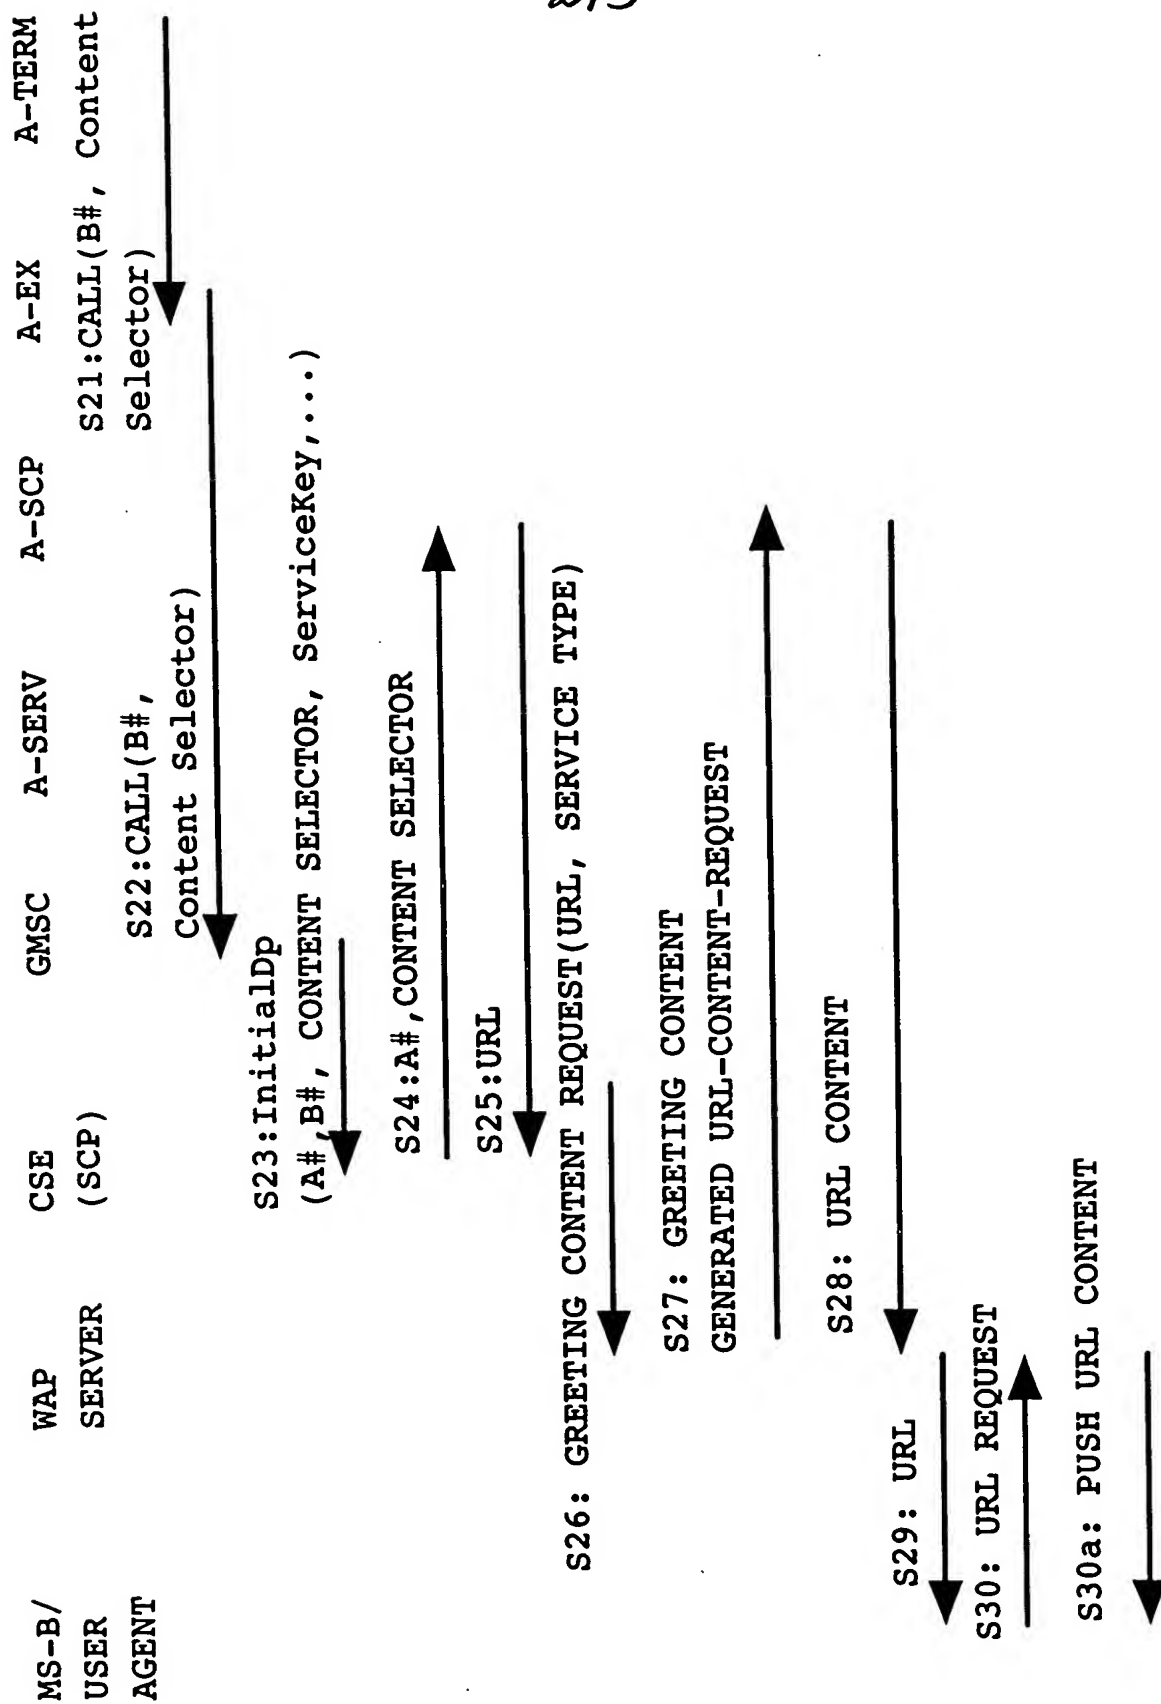 2/3
MS-B/
USER
AGENT
WAP
SERVER
CSE
(SCP)
GMSC
A-SERV
A-SCP
A-EX
A-TERM
S21:CALL(B#, Content
Selector)
S22:CALL(B#,
Content Selector)
S23:InitialDp
(A#,B#, CONTENT SELECTOR, ServiceKey,...)
S24:A#,CONTENT SELECTOR
S25:URL
S26: GREETING CONTENT REQUEST(URL, SERVICE TYPE)
S27: GREETING CONTENT
GENERATED URL-CONTENT-REQUEST
S28: URL CONTENT
S29: URL
S30: URL REQUEST
S30a: PUSH URL CONTENT